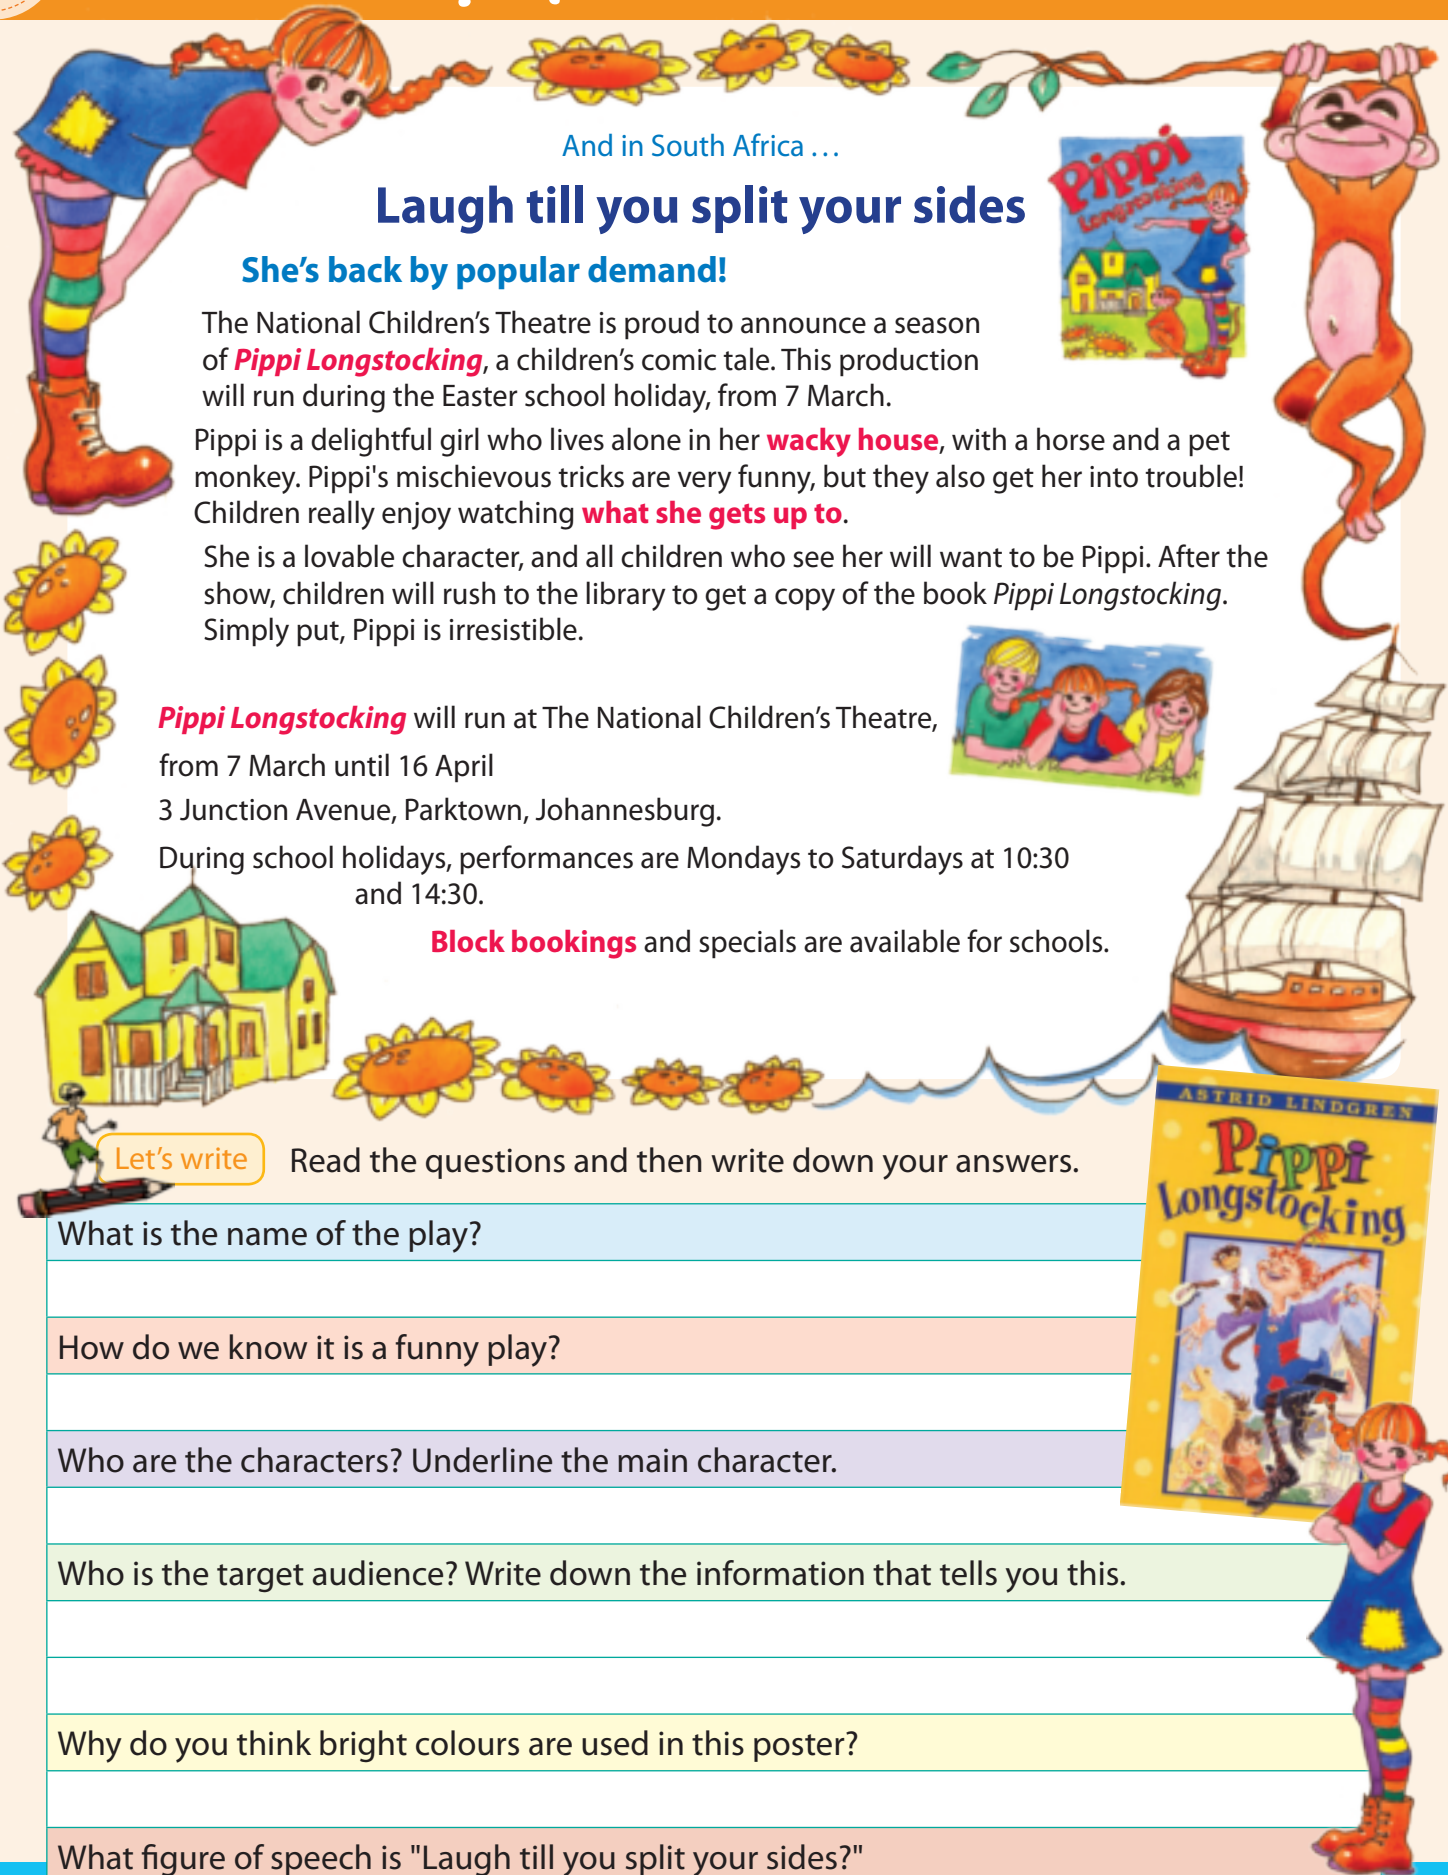 And in South Africa ...
Laugh till you split your sides
She's back by popular demand!
The National Children's Theatre is proud to announce a season
of Pippi Longstocking, a children's comic tale. This production
will run during the Easter school holiday, from 7 March.
Pippi is a delightful girl who lives alone in her wacky house, with a horse and a pet
monkey. Pippi's mischievous tricks are very funny, but they also get her into trouble!
Children really enjoy watching what she gets up to.
She is a lovable character, and all children who see her will want to be Pippi. After the
show, children will rush to the library to get a copy of the book Pippi Longstocking.
Simply put, Pippi is irresistible.
Pippi Longstocking
Pippi Longstocking will run at The National Children's Theatre,
from 7 March until 16 April
3 Junction Avenue, Parktown, Johannesburg.
During school holidays, performances are Mondays to Saturdays at 10:30
and 14:30.
Block bookings and specials are available for schools.
Let's write
Read the questions and then write down your answers.
ASTRID LINDGREN
Pippi
Longstocking
What is the name of the play?
How do we know it is a funny play?
Who are the characters? Underline the main character.
Who is the target audience? Write down the information that tells you this.
Why do you think bright colours are used in this poster?
What figure of speech is "Laugh till you split your sides?"